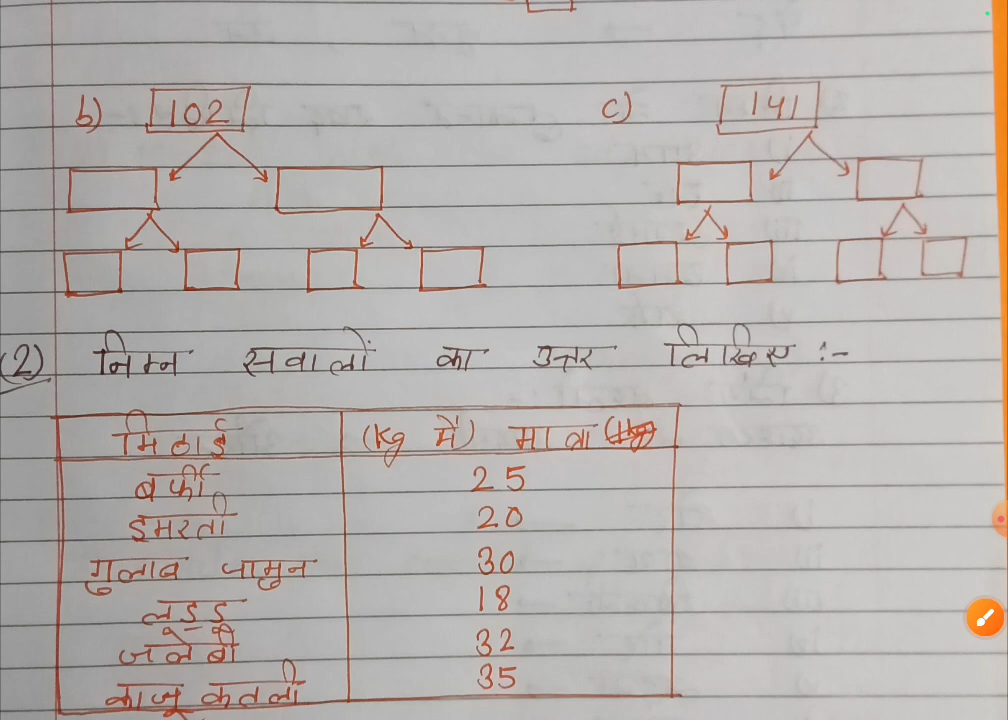 b) 102 c) 141
(2) निम्न सवालों का उत्तर लिखिए :-
मिठाई (Kg में) मात्रा
बर्फी 25
इमरती 20
गुलाब जामुन 30
लड्डू 18
जलेबी 32
काजू कतली 35